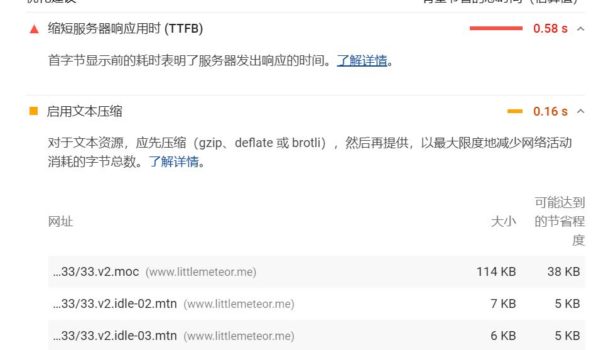 缩短服务器响应用时 (TTFB) 0.58 s
首字节显示前的耗时表明了服务器发出响应的时间。了解详情。
启用文本压缩 0.16 s
对于文本资源，应先压缩（gzip、deflate 或 brotli），然后再提供，以最大限度地减少网络活动
消耗的字节总数。了解详情。
网址 大小 可能达到
的节省程
度
...33/33.v2.moc (www.littlemeteor.me) 114 KB 38 KB
...33/33.v2.idle-02.mtn (www.littlemeteor.me) 7 KB 5 KB
...33/33.v2.idle-03.mtn (www.littlemeteor.me) 6 KB 5 KB